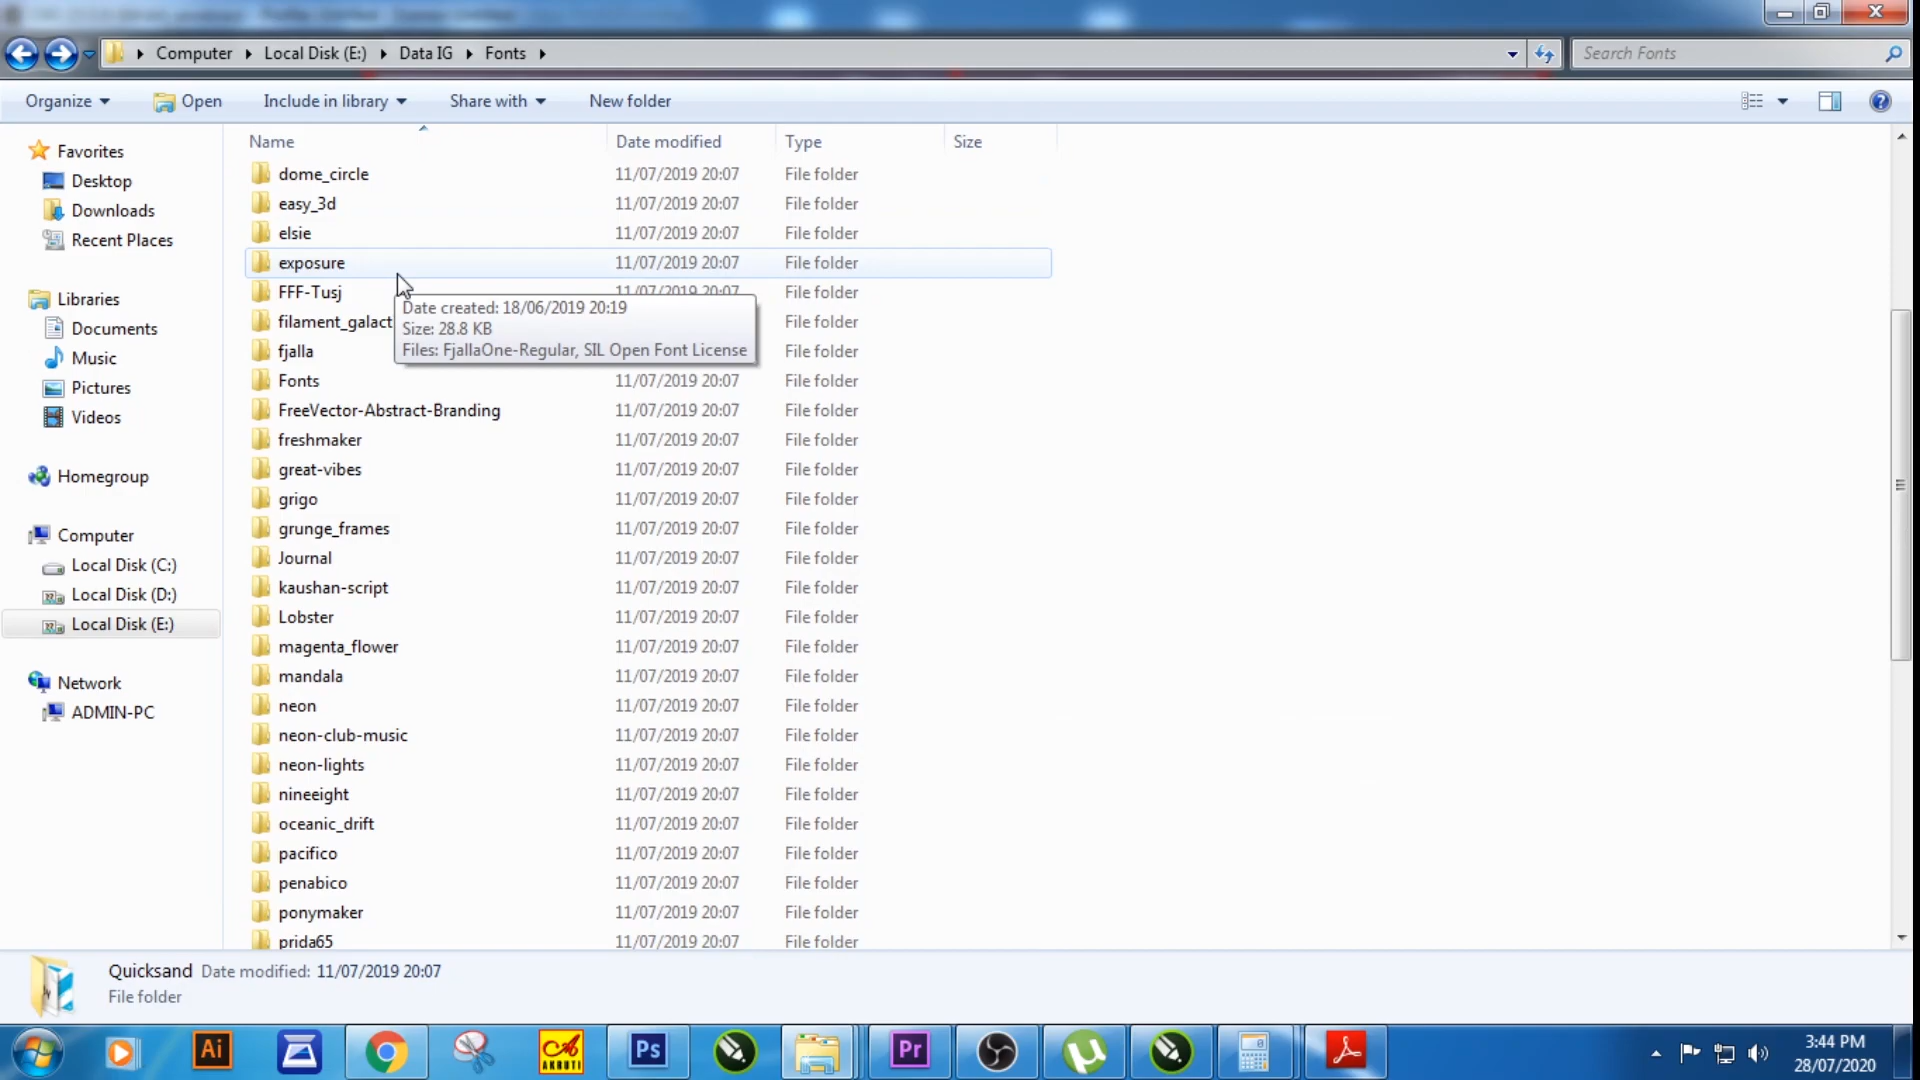 Computer Local Disk (E:) Data IG Fonts
Search Fonts
Organize Open Include in library Share with New folder
Name Date modified Type Size
Favorites
Desktop
Downloads
Recent Places
Libraries
Documents
Music
Pictures
Videos
Homegroup
Computer
Local Disk (C:)
Local Disk (D:)
Local Disk (E:)
Network
ADMIN-PC
dome_circle 11/07/2019 20:07 File folder
easy_3d 11/07/2019 20:07 File folder
elsie 11/07/2019 20:07 File folder
exposure 11/07/2019 20:07 File folder
FFF-Tusj 11/07/2019 20:07 File folder
filament_galact File folder
fjalla File folder
Date created: 18/06/2019 20:19
Size: 28.8 KB
Files: FjallaOne-Regular, SIL Open Font License
Fonts 11/07/2019 20:07 File folder
FreeVector-Abstract-Branding 11/07/2019 20:07 File folder
freshmaker 11/07/2019 20:07 File folder
great-vibes 11/07/2019 20:07 File folder
grigo 11/07/2019 20:07 File folder
grunge_frames 11/07/2019 20:07 File folder
Journal 11/07/2019 20:07 File folder
kaushan-script 11/07/2019 20:07 File folder
Lobster 11/07/2019 20:07 File folder
magenta_flower 11/07/2019 20:07 File folder
mandala 11/07/2019 20:07 File folder
neon 11/07/2019 20:07 File folder
neon-club-music 11/07/2019 20:07 File folder
neon-lights 11/07/2019 20:07 File folder
nineeight 11/07/2019 20:07 File folder
oceanic_drift 11/07/2019 20:07 File folder
pacifico 11/07/2019 20:07 File folder
penabico 11/07/2019 20:07 File folder
ponymaker 11/07/2019 20:07 File folder
prida65 11/07/2019 20:07 File folder
Quicksand Date modified: 11/07/2019 20:07
File folder
Ai
AKRUTI
Ps
Pr
3:44 PM
28/07/2020